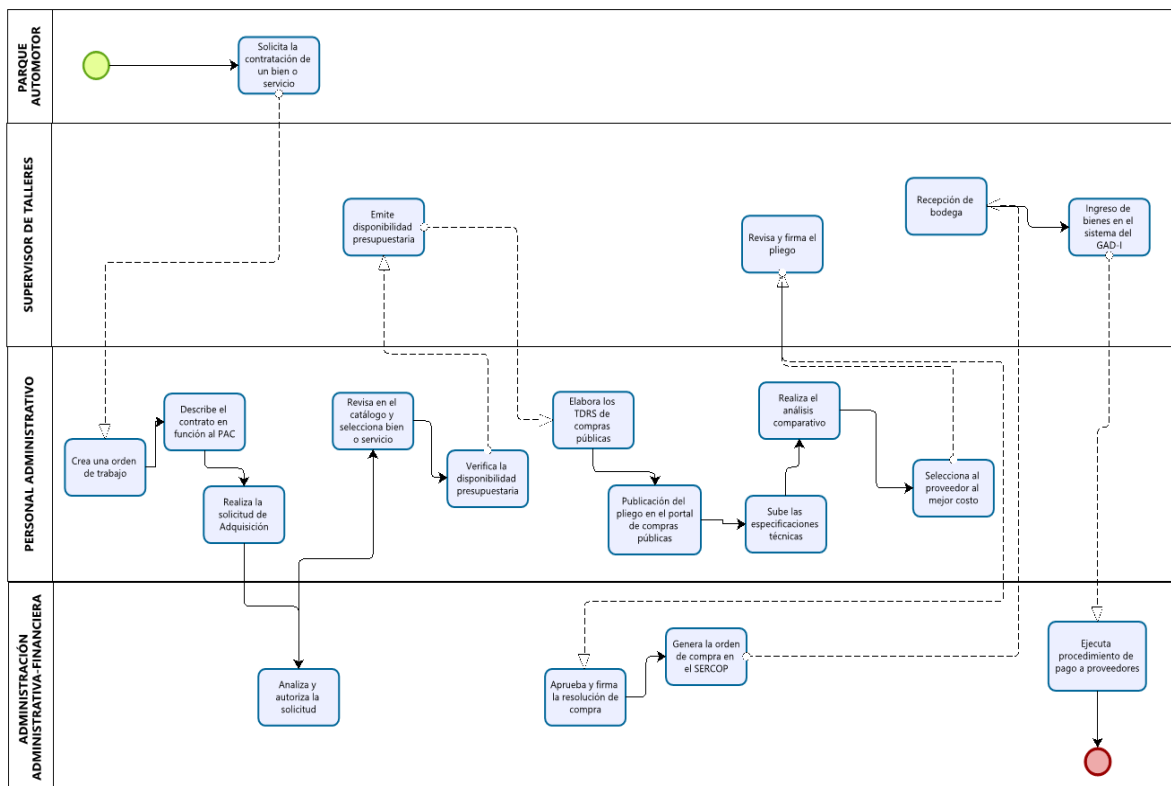 PARQUE
AUTOMOTOR
Solicita la
contratación de
un bien o
servicio
SUPERVISOR DE TALLERES
Emite
disponibilidad
presupuestaria
Revisa y firma el
pliego
Recepción de
bodega
Ingreso de
bienes en el
sistema del
GAD-I
PERSONAL ADMINISTRATIVO
Crea una orden
de trabajo
Describe el
contrato en
función al PAC
Realiza la
solicitud de
Adquisición
Revisa en el
catálogo y
selecciona bien
o servicio
Verifica la
disponibilidad
presupuestaria
Elabora los
TDRS de
compras
públicas
Publicación del
pliego en el portal
de compras
públicas
Sube las
especificaciones
técnicas
Realiza el
análisis
comparativo
Selecciona al
proveedor al
mejor costo
ADMINISTRACIÓN
ADMINISTRATIVA-FINANCIERA
Analiza y
autoriza la
solicitud
Aprueba y firma
la resolución de
compra
Genera la orden
de compra en
el SERCOP
Ejecuta
procedimiento de
pago a proveedores